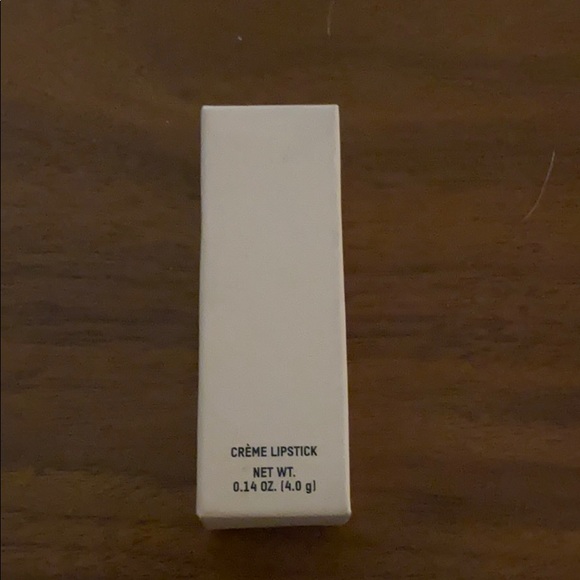 CRÈME LIPSTICK
NET WT.
0.14 OZ. (4.0 g)